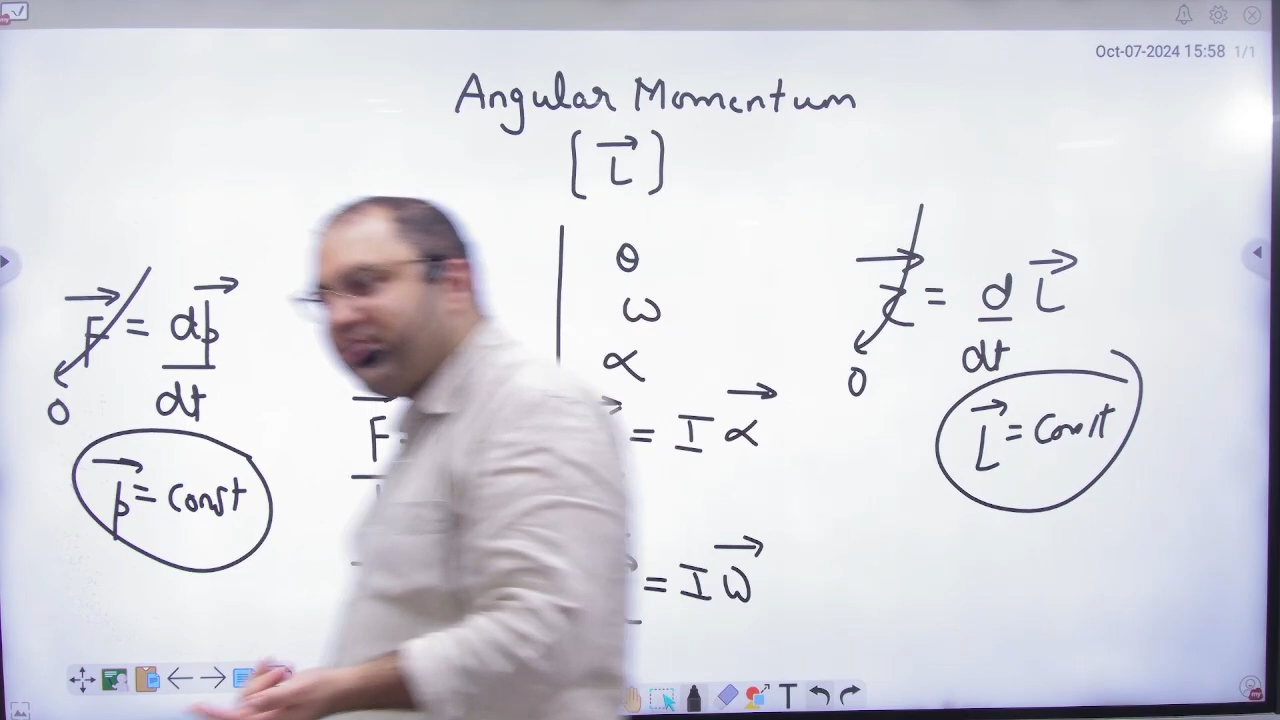 Oct-07-2024 15:58 1/1
Angular Momentum
[L⃗]
θ
ω
α
F⃗ = dp⃗
dt
0
p⃗ = const
F⃗
= I α⃗
= I ω⃗
τ⃗ = d L⃗
dt
0
L⃗ = const
T